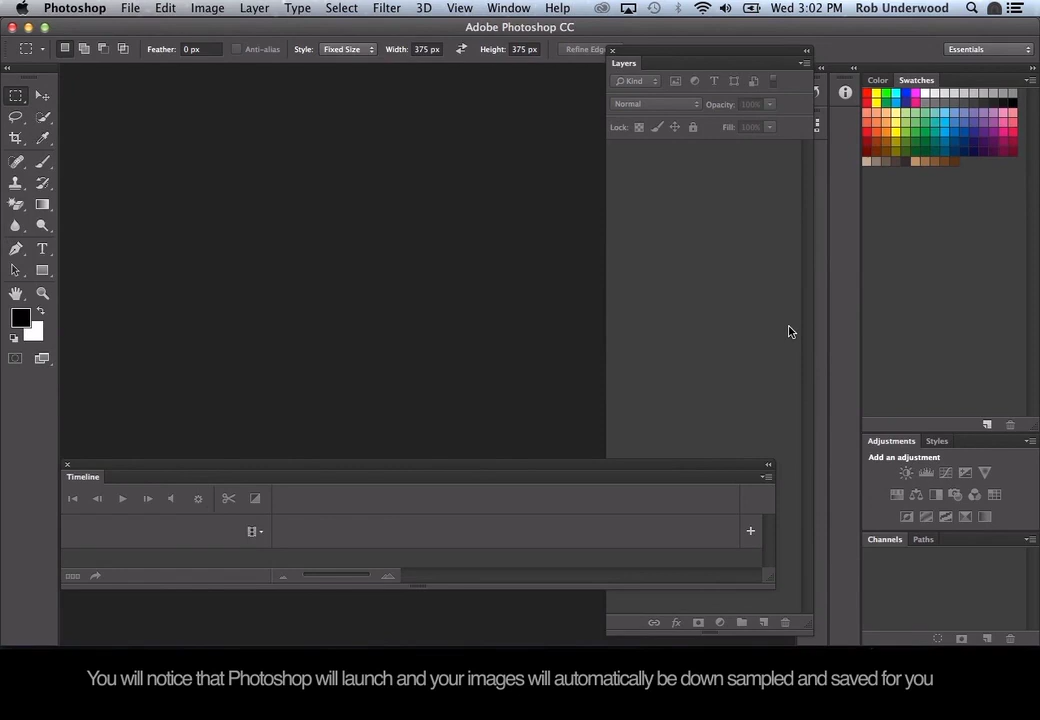 Photoshop File Edit Image Layer Type Select Filter 3D View Window Help Wed 3:02 PM Rob Underwood
Adobe Photoshop CC
Feather: 0 px Anti-alias Style: Fixed Size Width: 375 px Height: 375 px Refine Edge Essentials
Layers
Color Swatches
Kind
Normal Opacity: 100%
Lock: Fill: 100%
Adjustments Styles
Add an adjustment
Timeline
Channels Paths
You will notice that Photoshop will launch and your images will automatically be down sampled and saved for you